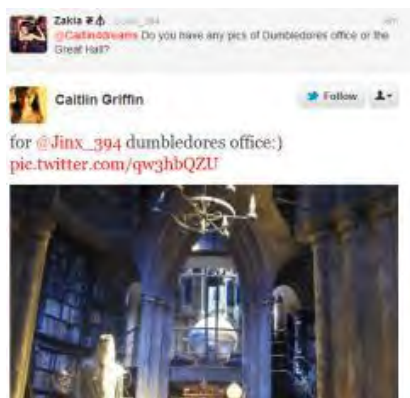 Zakia
@Caitlinodreams Do you have any pics of Dumbledores office or the
Great Hall?
Caitlin Griffin
Follow
for @Jinx_394 dumbledores office:)
pic.twitter.com/qw3hbQZU